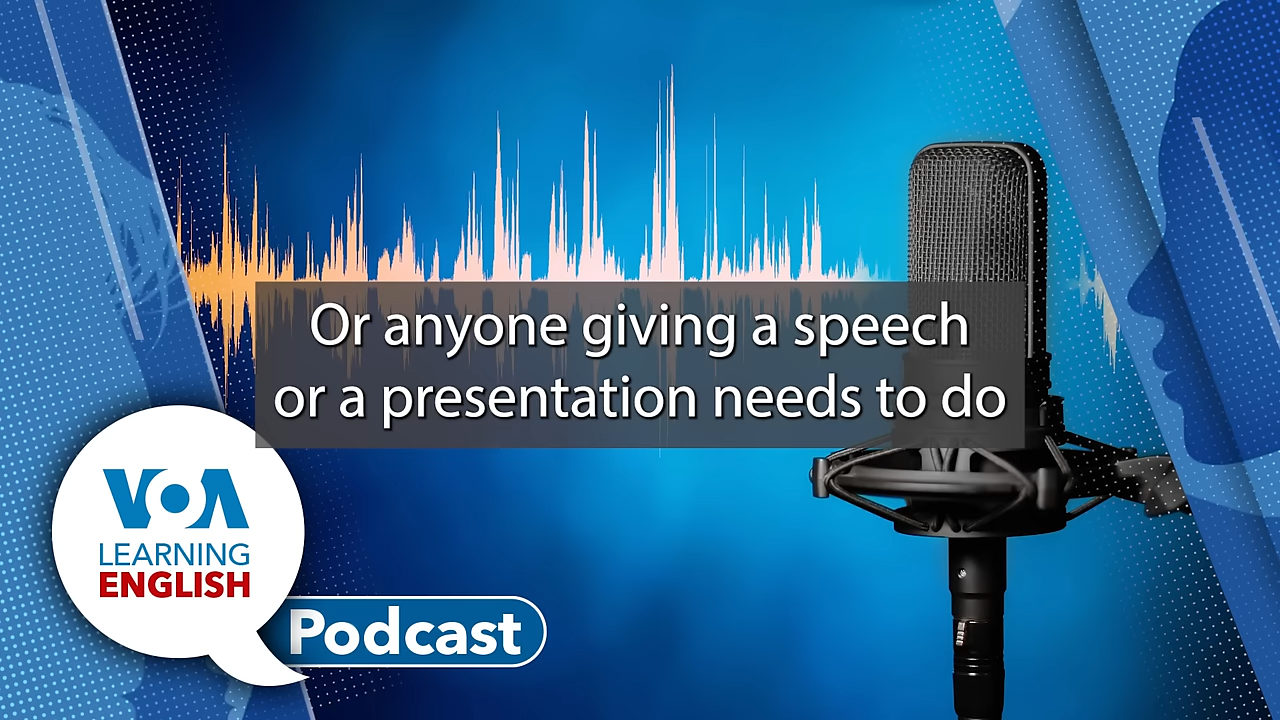 Or anyone giving a speech
or a presentation needs to do
VOA
LEARNING
ENGLISH
Podcast